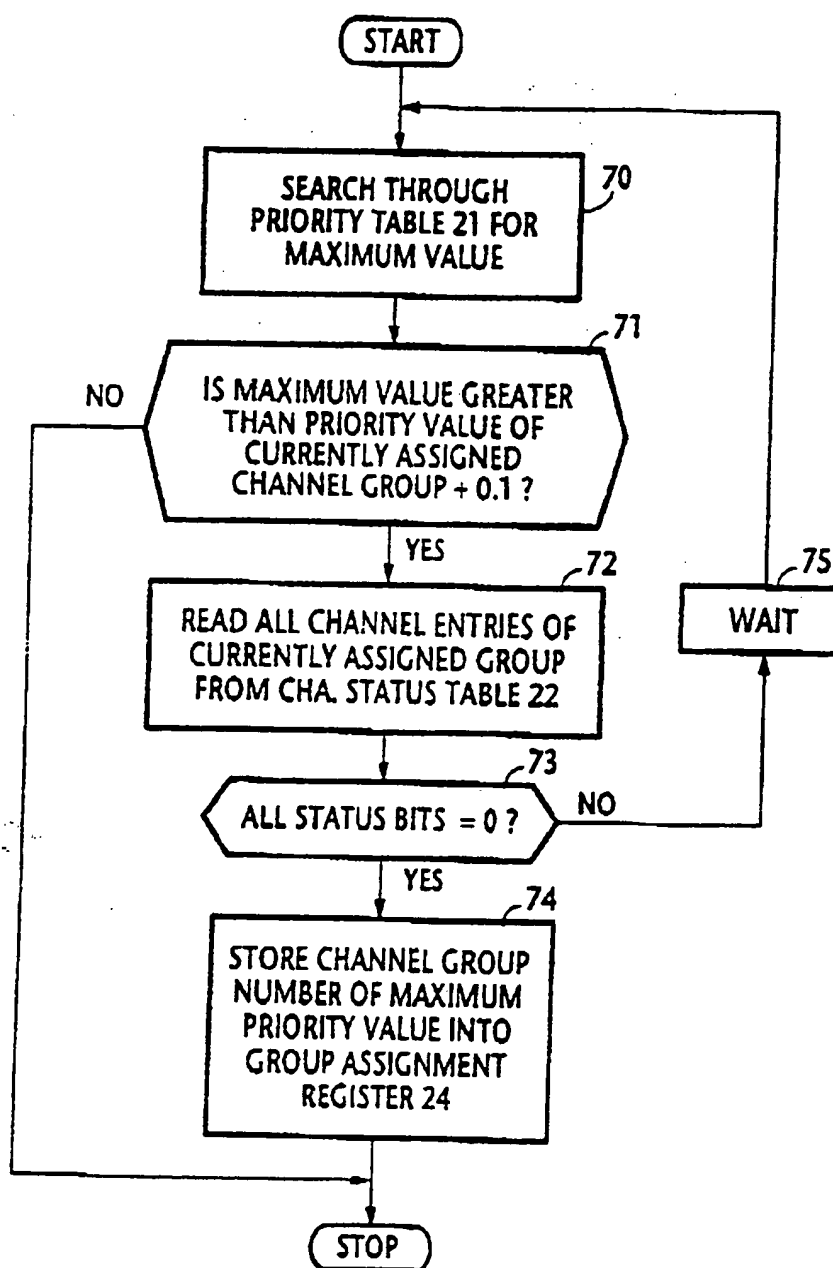 START
70
SEARCH THROUGH
PRIORITY TABLE 21 FOR
MAXIMUM VALUE
71
NO
IS MAXIMUM VALUE GREATER
THAN PRIORITY VALUE OF
CURRENTLY ASSIGNED
CHANNEL GROUP + 0.1 ?
YES
72
75
READ ALL CHANNEL ENTRIES OF
CURRENTLY ASSIGNED GROUP
FROM CHA. STATUS TABLE 22
WAIT
73
ALL STATUS BITS = 0 ?
NO
YES
74
STORE CHANNEL GROUP
NUMBER OF MAXIMUM
PRIORITY VALUE INTO
GROUP ASSIGNMENT
REGISTER 24
STOP